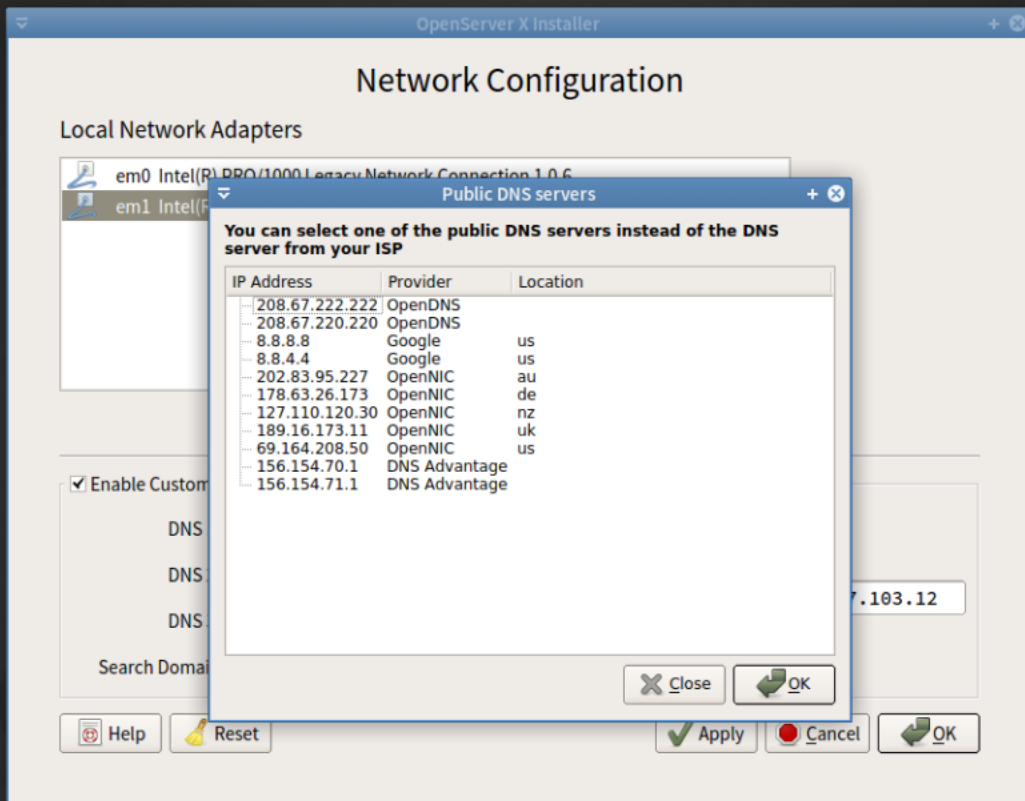 OpenServer X Installer
Network Configuration
Local Network Adapters
em0 Intel(R) PRO/1000 Legacy Network Connection 1.0.6
em1 Intel(
Public DNS servers
You can select one of the public DNS servers instead of the DNS
server from your ISP
IP Address Provider Location
208.67.222.222 OpenDNS
208.67.220.220 OpenDNS
8.8.8.8 Google us
8.8.4.4 Google us
202.83.95.227 OpenNIC au
178.63.26.173 OpenNIC de
127.110.120.30 OpenNIC nz
189.16.173.11 OpenNIC uk
69.164.208.50 OpenNIC us
156.154.70.1 DNS Advantage
156.154.71.1 DNS Advantage
Enable Custom
DNS
DNS
7.103.12
DNS
Search Domai
Close OK
Help Reset Apply Cancel OK